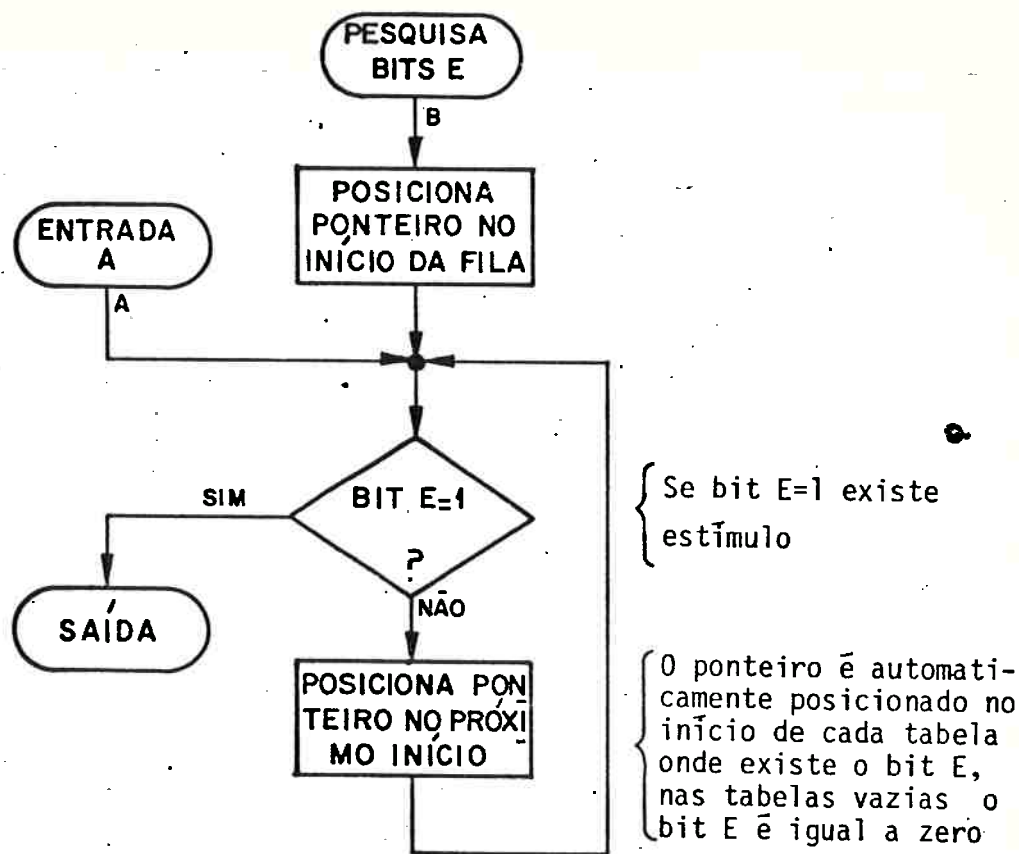 PESQUISA
BITS E
B
POSICIONA
PONTEIRO NO
INÍCIO DA FILA
ENTRADA
A
A
BIT E=1
?
SIM
NÃO
SAÍDA
POSICIONA PON
TEIRO NO PRÓXI
MO INÍCIO
Se bit E=1 existe
estímulo
O ponteiro é automati-
camente posicionado no
início de cada tabela
onde existe o bit E,
nas tabelas vazias o
bit E é igual a zero